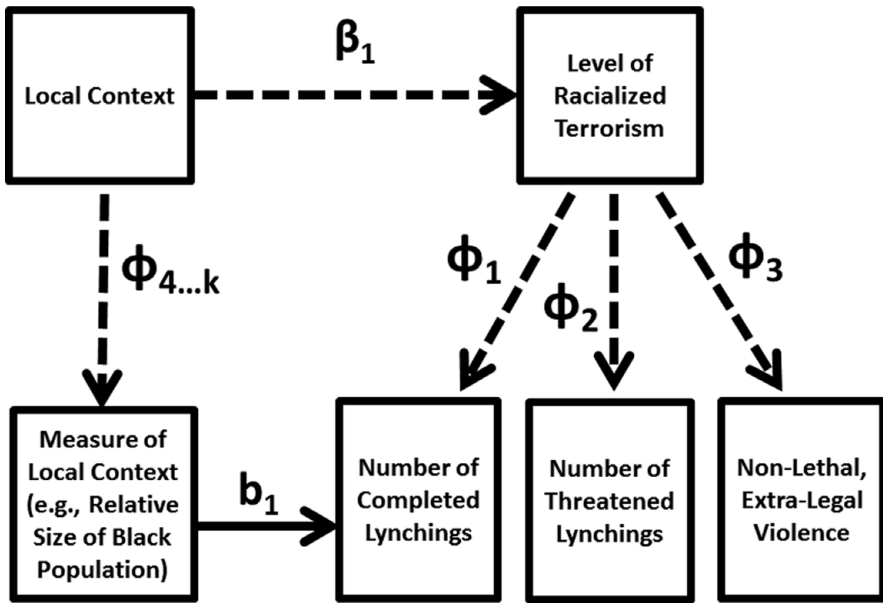 Local Context
β1
Level of
Racialized
Terrorism
ϕ4...k
ϕ1
ϕ2
ϕ3
Measure of
Local Context
(e.g., Relative
Size of Black
Population)
b1
Number of
Completed
Lynchings
Number of
Threatened
Lynchings
Non-Lethal,
Extra-Legal
Violence